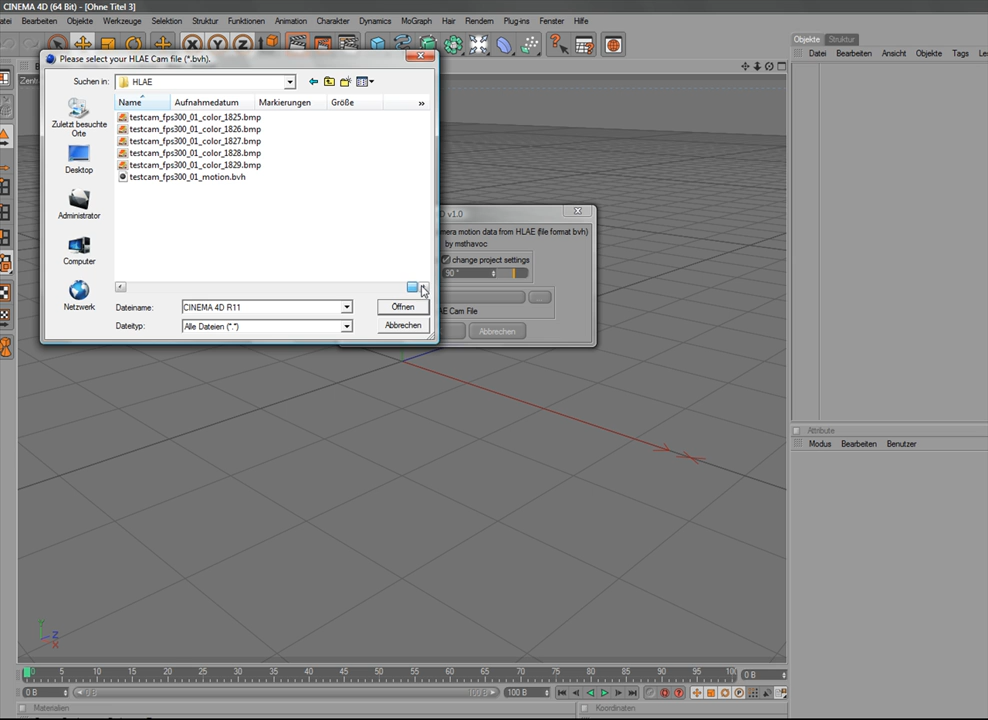 CINEMA 4D (64 Bit) - [Ohne Titel 3]
atei Bearbeiten Objekte Werkzeuge Selektion Struktur Funktionen Animation Charakter Dynamics MoGraph Hair Rendern Plug-ins Fenster Hilfe
Please select your HLAE Cam file (*.bvh).
Suchen in: HLAE
Name Aufnahmedatum Markierungen Größe »
testcam_fps300_01_color_1825.bmp
testcam_fps300_01_color_1826.bmp
testcam_fps300_01_color_1827.bmp
testcam_fps300_01_color_1828.bmp
testcam_fps300_01_color_1829.bmp
testcam_fps300_01_motion.bvh
Zuletzt besuchte
Orte
Desktop
Administrator
Computer
Netzwerk
Dateiname: CINEMA 4D R11 Öffnen
Dateityp: Alle Dateien (*.*) Abbrechen
D v1.0
mera motion data from HLAE (file format bvh)
by msthavoc
change project settings
90 °
...
AE Cam File
Abbrechen
Zentr
Objekte Struktur
Datei Bearbeiten Ansicht Objekte Tags Les
Attribute
Modus Bearbeiten Benutzer
Y
Z
X
0 5 10 15 20 25 30 35 40 45 50 55 60 65 70 75 80 85 90 95 100 0 B
0 B 0 B 100 B 100 B
Materialien Koordinaten